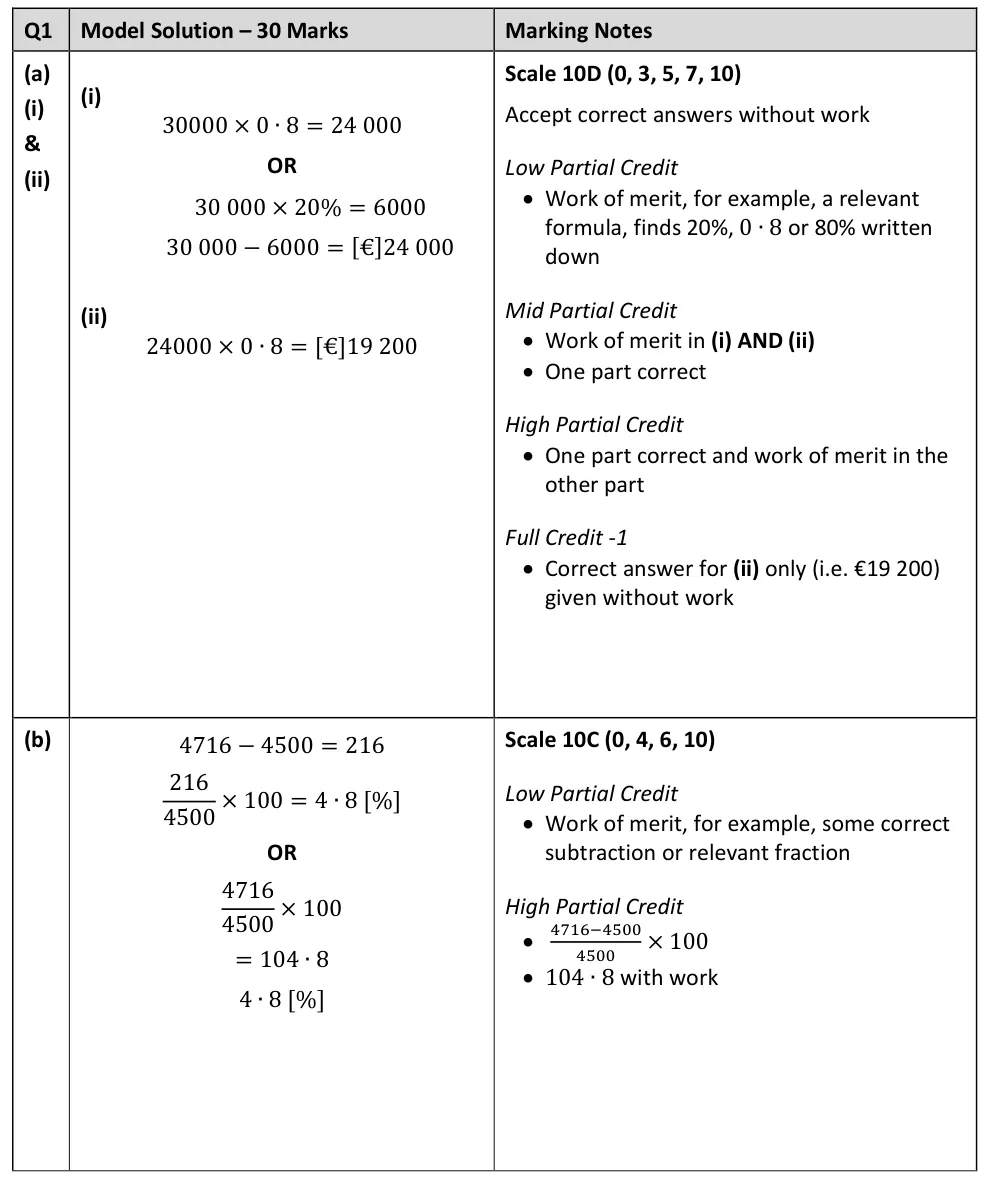 Q1 Model Solution – 30 Marks Marking Notes
(a)
(i)
&
(ii)
(i)
30000 × 0 · 8 = 24 000
OR
30 000 × 20% = 6000
30 000 − 6000 = [€]24 000
(ii)
24000 × 0 · 8 = [€]19 200
Scale 10D (0, 3, 5, 7, 10)
Accept correct answers without work
Low Partial Credit
• Work of merit, for example, a relevant
formula, finds 20%, 0 · 8 or 80% written
down
Mid Partial Credit
• Work of merit in (i) AND (ii)
• One part correct
High Partial Credit
• One part correct and work of merit in the
other part
Full Credit -1
• Correct answer for (ii) only (i.e. €19 200)
given without work
(b)
4716 − 4500 = 216
216
4500 × 100 = 4 · 8 [%]
OR
4716
4500 × 100
= 104 · 8
4 · 8 [%]
Scale 10C (0, 4, 6, 10)
Low Partial Credit
• Work of merit, for example, some correct
subtraction or relevant fraction
High Partial Credit
• 4716−4500
4500 × 100
• 104 · 8 with work